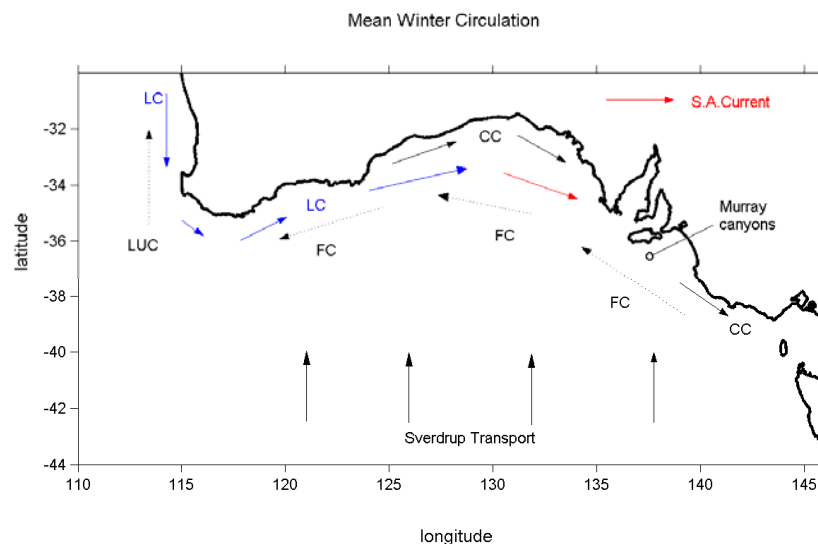 Mean Winter Circulation
LC
S.A.Current
CC
-32
-34
LC
Murray
canyons
LUC
FC
FC
-36
latitude
FC
-38
CC
-40
-42
Sverdrup Transport
-44
110
115
120
125
130
135
140
145
longitude